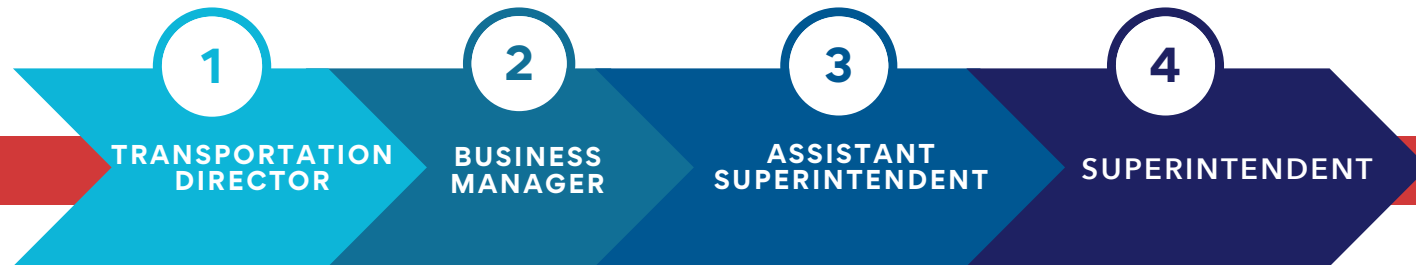 1
TRANSPORTATION
DIRECTOR
2
BUSINESS
MANAGER
3
ASSISTANT
SUPERINTENDENT
4
SUPERINTENDENT